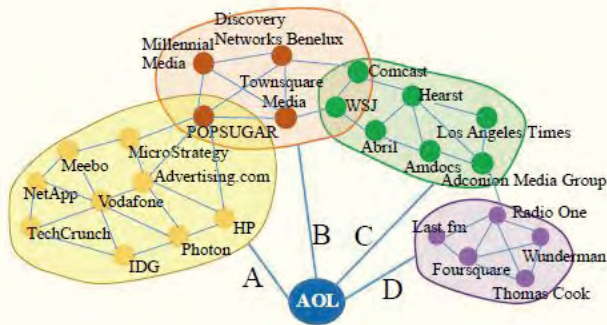 Discovery
Networks Benelux
Millennial
Media
Townsquare
Media
POPSUGAR
Comcast
WSJ
Hearst
Los Angeles Times
Abril
Amdocs
Adconion Media Group
MicroStrategy
Meebo
Advertising.com
NetApp
Vodafone
TechCrunch
HP
Photon
IDG
Radio One
Last.fm
Wunderman
Foursquare
Thomas Cook
A
B
C
D
AOL